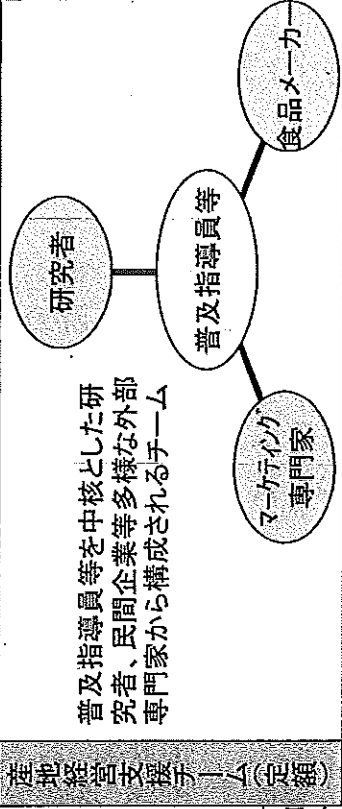 産地経営支援チーム(定額)
普及指導員等を中核とした研
究者、民間企業等多様な外部
専門家から構成されるチーム
研究者
普及指導員等
マーケティング
専門家
食品メーカー